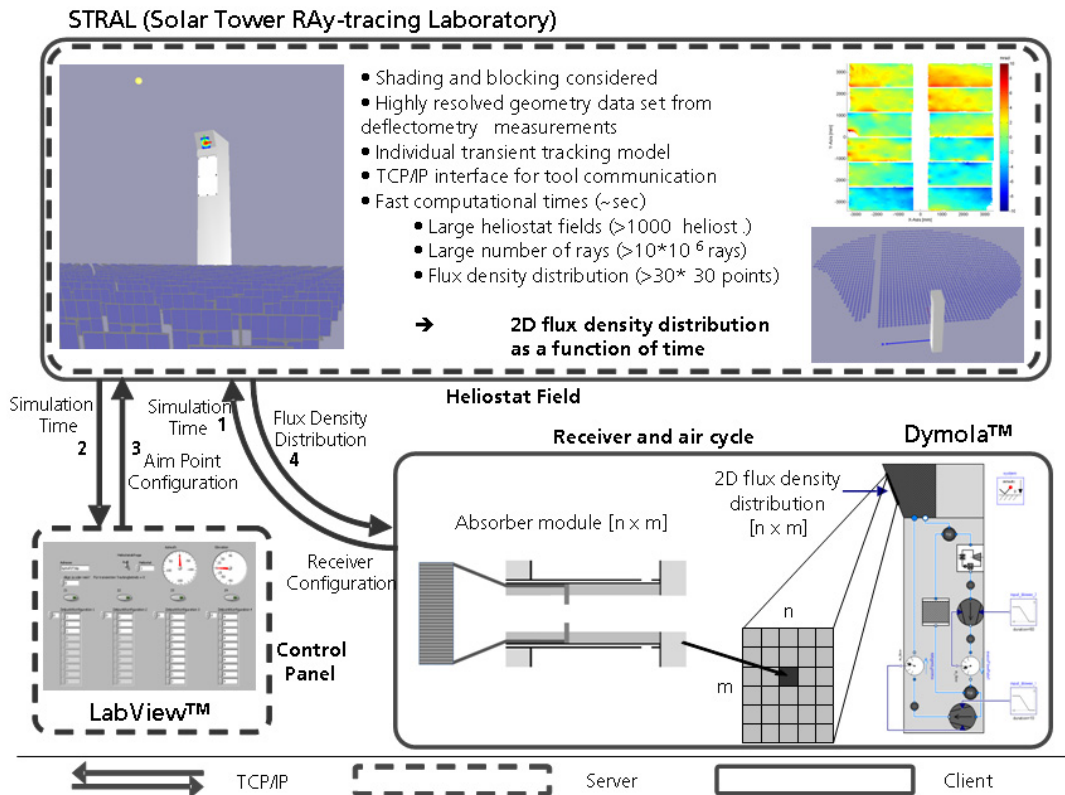 STRAL (Solar Tower RAy-tracing Laboratory)
• Shading and blocking considered
• Highly resolved geometry data set from
deflectometry measurements
• Individual transient tracking model
• TCP/IP interface for tool communication
• Fast computational times (~sec)
• Large heliostat fields (>1000 heliost .)
• Large number of rays (>10*10 6 rays)
• Flux density distribution (>30* 30 points)
→ 2D flux density distribution
as a function of time
Heliostat Field
Simulation
Time
2
3
Aim Point
Configuration
Simulation
Time 1
Flux Density
Distribution
4
Receiver
Configuration
Control
Panel
LabView™
Receiver and air cycle
Dymola™
2D flux density
distribution
[n x m]
Absorber module [n x m]
n
m
TCP/IP
Server
Client